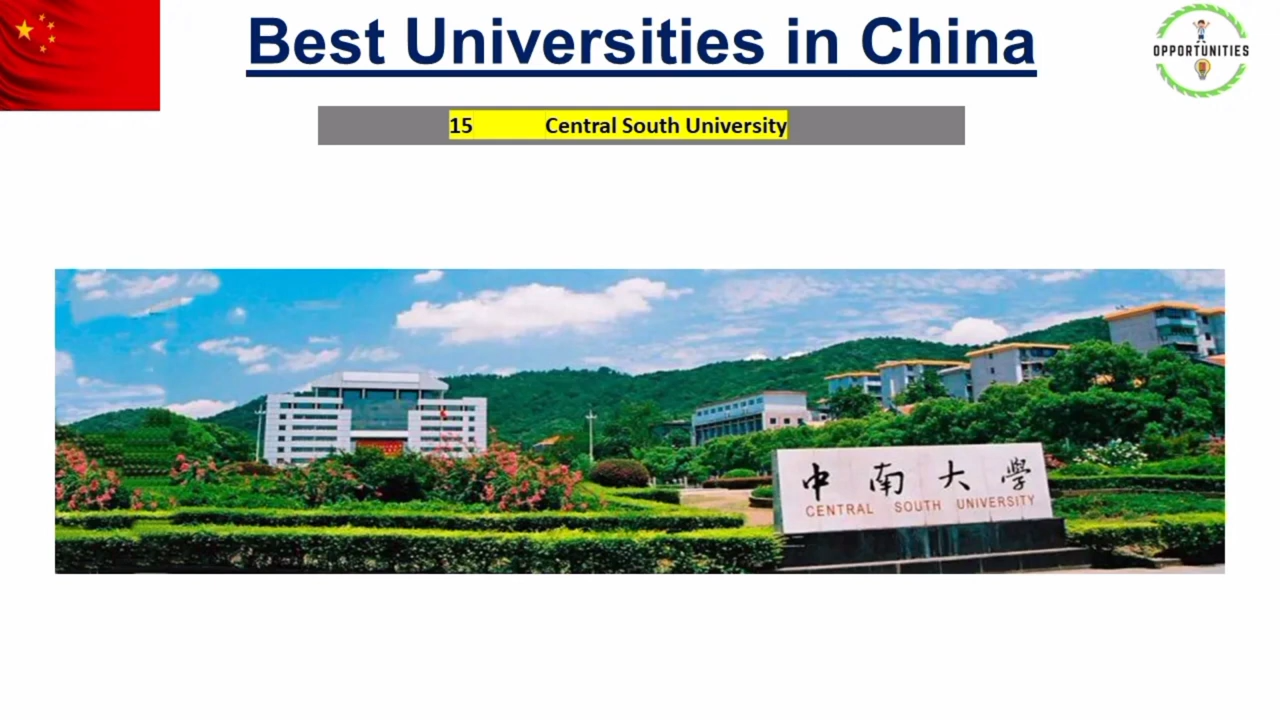 Best Universities in China
OPPORTUNITIES
15 Central South University
中南大學
CENTRAL SOUTH UNIVERSITY